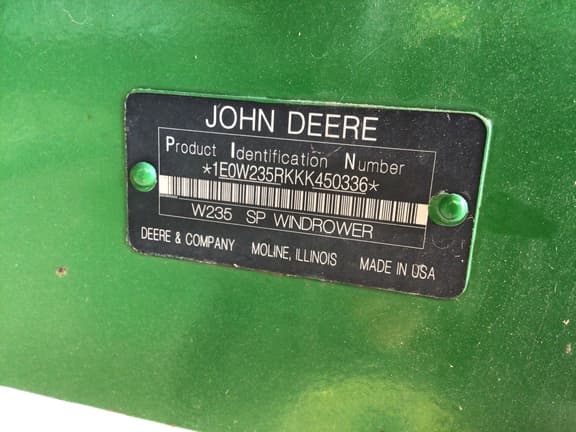 JOHN DEERE
Product Identification Number
*1E0W235RKKK450336*
W235 SP WINDROWER
DEERE & COMPANY MOLINE, ILLINOIS MADE IN USA